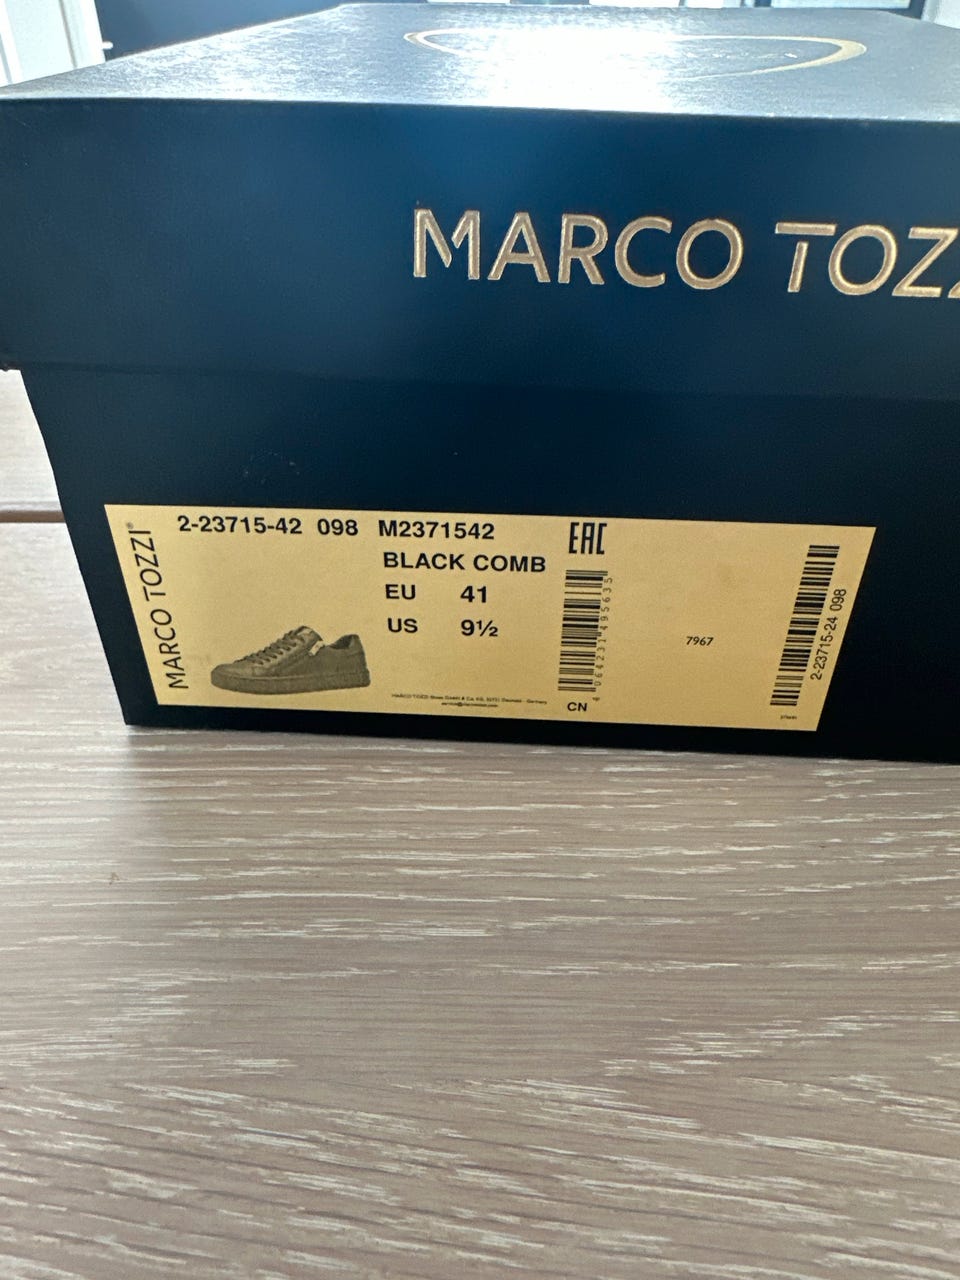 MARCO TOZZ
MARCO TOZZI®
2-23715-42 098 M2371542
BLACK COMB
EU 41
US 9½
EAC
CN
7967
2-23715-24 098